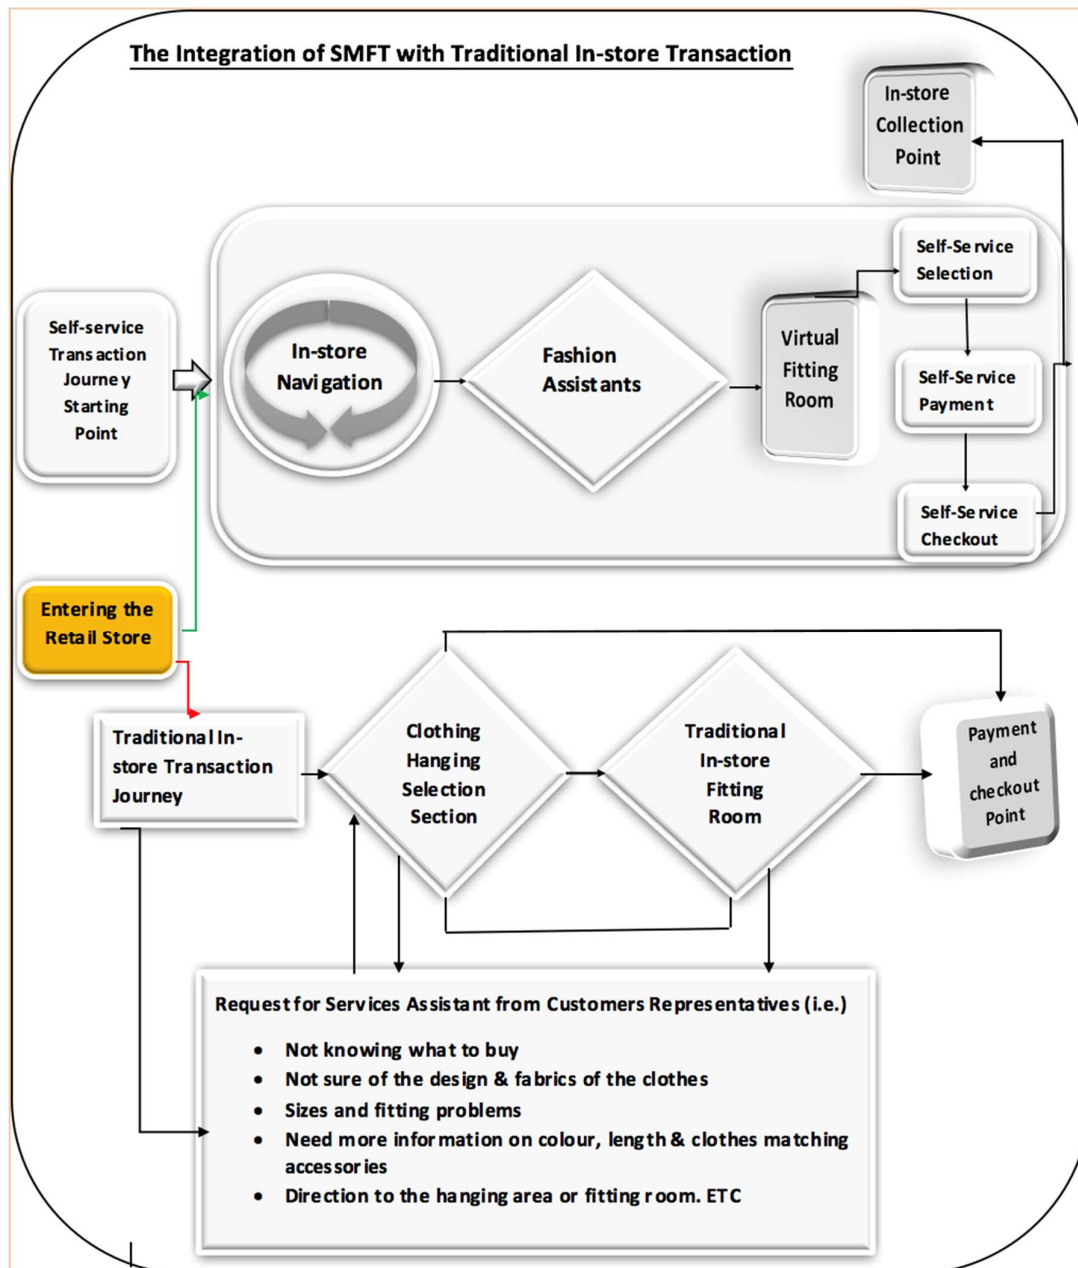 The Integration of SMFT with Traditional In-store Transaction
In-store
Collection
Point
Self-service
Transaction
Journey
Starting
Point
In-store
Navigation
Fashion
Assistants
Virtual
Fitting
Room
Self-Service
Selection
Self-Service
Payment
Self-Service
Checkout
Entering the
Retail Store
Traditional In-
store Transaction
Journey
Clothing
Hanging
Selection
Section
Traditional
In-store
Fitting
Room
Payment
and
checkout
Point
Request for Services Assistant from Customers Representatives (i.e.)
• Not knowing what to buy
• Not sure of the design & fabrics of the clothes
• Sizes and fitting problems
• Need more information on colour, length & clothes matching
accessories
• Direction to the hanging area or fitting room. ETC